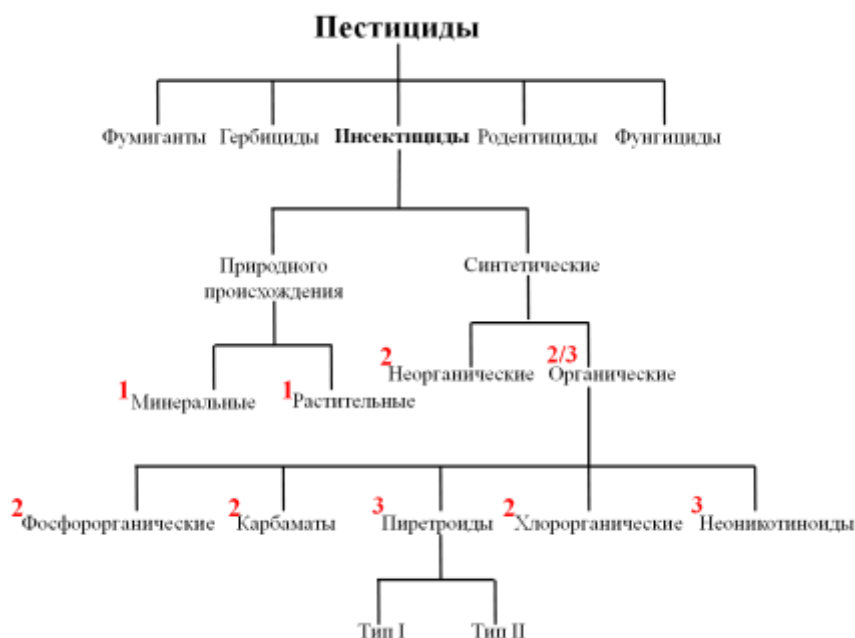 Пестициды
Фумиганты Гербициды Инсектициды Родентициды Фунгициды
Природного происхождения Синтетические
2 Неорганические 2/3 Органические
1 Минеральные 1 Растительные
2 Фосфорорганические 2 Карбаматы 3 Пиретроиды 2 Хлорорганические 3 Неоникотиноиды
Тип I Тип II